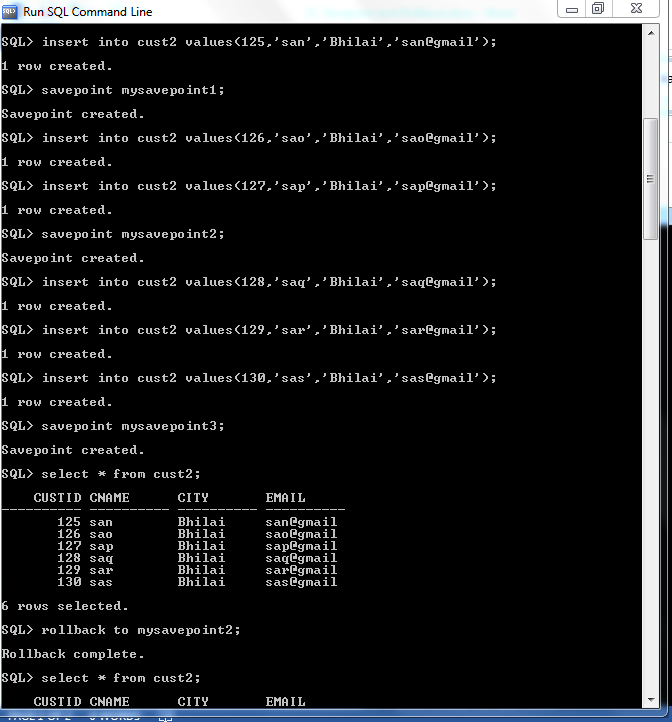 Run SQL Command Line
SQL> insert into cust2 values(125,'san','Bhilai','san@gmail');
1 row created.
SQL> savepoint mysavepoint1;
Savepoint created.
SQL> insert into cust2 values(126,'sao','Bhilai','sao@gmail');
1 row created.
SQL> insert into cust2 values(127,'sap','Bhilai','sap@gmail');
1 row created.
SQL> savepoint mysavepoint2;
Savepoint created.
SQL> insert into cust2 values(128,'saq','Bhilai','saq@gmail');
1 row created.
SQL> insert into cust2 values(129,'sar','Bhilai','sar@gmail');
1 row created.
SQL> insert into cust2 values(130,'sas','Bhilai','sas@gmail');
1 row created.
SQL> savepoint mysavepoint3;
Savepoint created.
SQL> select * from cust2;
CUSTID CNAME CITY EMAIL
---------- ---------- ---------- ----------
125 san Bhilai san@gmail
126 sao Bhilai sao@gmail
127 sap Bhilai sap@gmail
128 saq Bhilai saq@gmail
129 sar Bhilai sar@gmail
130 sas Bhilai sas@gmail
6 rows selected.
SQL> rollback to mysavepoint2;
Rollback complete.
SQL> select * from cust2;
CUSTID CNAME CITY EMAIL